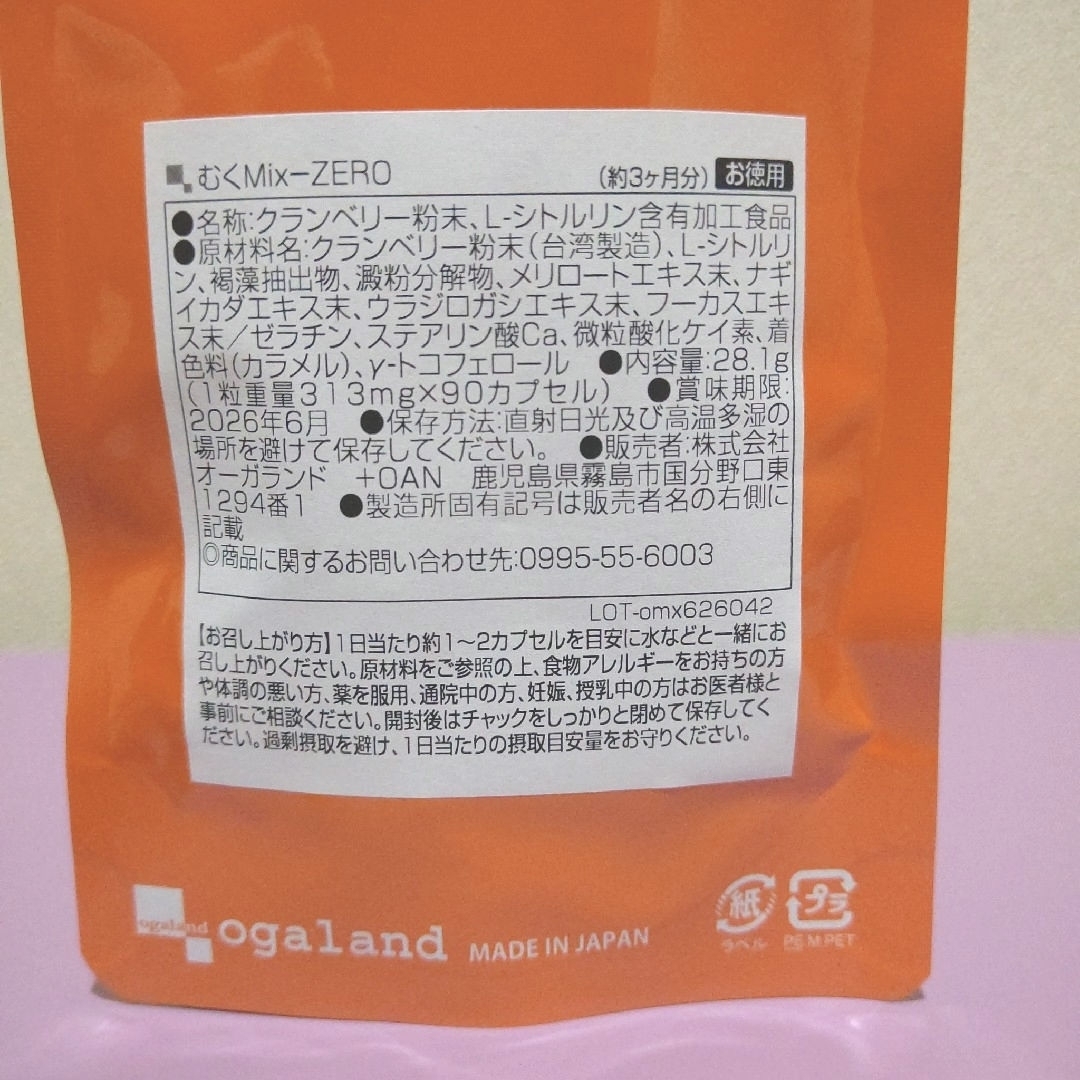 むくMix-ZERO (約3ヶ月分) お徳用
●名称:クランベリー粉末、L-シトルリン含有加工食品
●原材料名:クランベリー粉末(台湾製造)、L-シトルリ
ン、褐藻抽出物、澱粉分解物、メリロートエキス末、ナギ
イカダエキス末、ウラジロガシエキス末、フーカスエキ
ス末/ゼラチン、ステアリン酸Ca、微粒酸化ケイ素、着
色料(カラメル)、γ-トコフェロール ●内容量:28.1g
(1粒重量313mg×90カプセル) ●賞味期限:
2026年6月 ●保存方法:直射日光及び高温多湿の
場所を避けて保存してください。 ●販売者:株式会社
オーガランド +OAN 鹿児島県霧島市国分野口東
1294番1 ●製造所固有記号は販売者名の右側に
記載
◎商品に関するお問い合わせ先:0995-55-6003
LOT-omx626042
【お召し上がり方】1日当たり約1〜2カプセルを目安に水などと一緒にお
召し上がりください。原材料をご参照の上、食物アレルギーをお持ちの方
や体調の悪い方、薬を服用、通院中の方、妊娠、授乳中の方はお医者様と
事前にご相談ください。開封後はチャックをしっかりと閉めて保存してく
ださい。過剰摂取を避け、1日当たりの摂取目安量をお守りください。
ogaland ogaland MADE IN JAPAN
紙 プラ
ラベル PE.M.PET